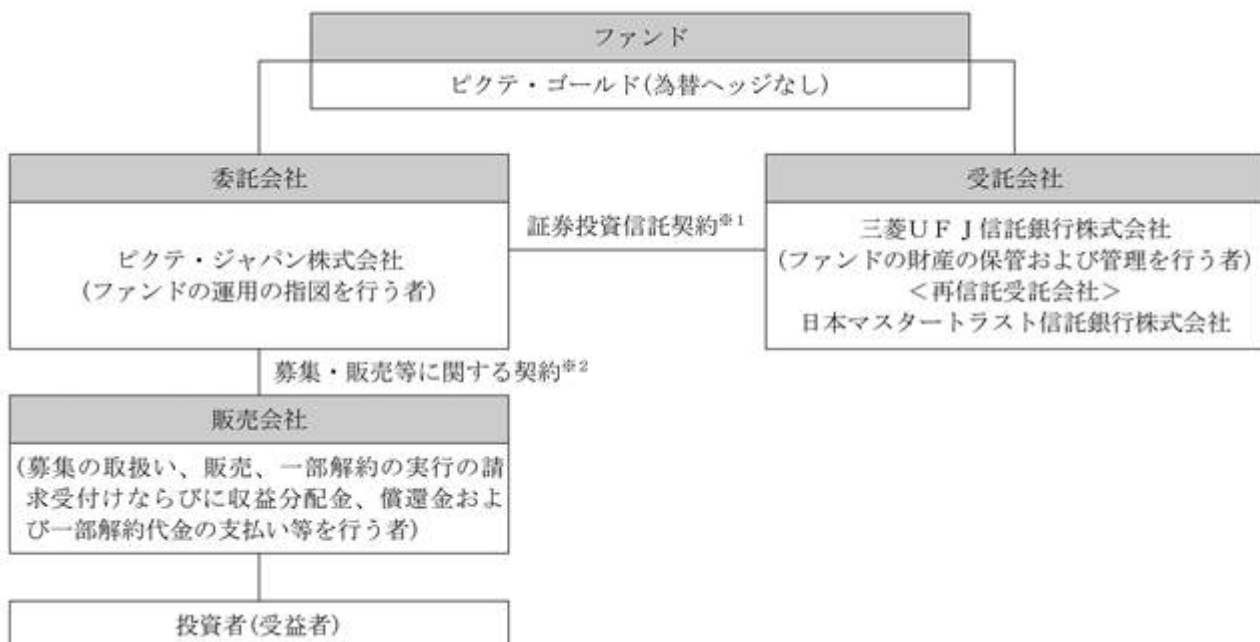 ファンド
ピクテ・ゴールド(為替ヘッジなし)
委託会社
ピクテ・ジャパン株式会社
(ファンドの運用の指図を行う者)
証券投資信託契約※1
受託会社
三菱UFJ信託銀行株式会社
(ファンドの財産の保管および管理を行う者)
＜再信託受託会社＞
日本マスタートラスト信託銀行株式会社
募集・販売等に関する契約※2
販売会社
(募集の取扱い、販売、一部解約の実行の請
求受付けならびに収益分配金、償還金およ
び一部解約代金の支払い等を行う者)
投資者(受益者)